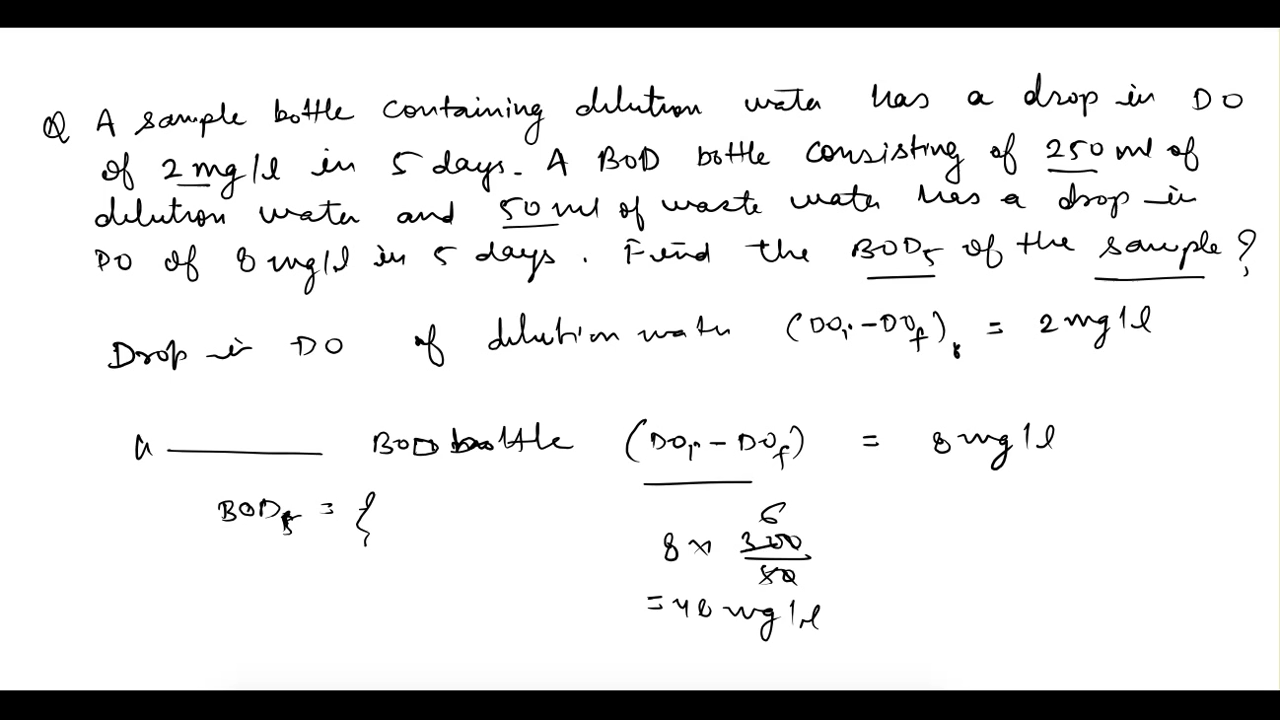 Q A sample bottle containing dilution water has a drop in DO
of 2 mg/l in 5 days. A BOD bottle consisting of 250 ml of
dilution water and 50 ml of waste water has a drop in
DO of 8 mg/l in 5 days. Find the BOD5 of the sample?
Drop in DO of dilution water (DOi - DOf) = 2 mg/l
BOD bottle (DOi - DOf) = 8 mg/l
BOD5 = {
6
8 × 300
50
= 48 mg/l